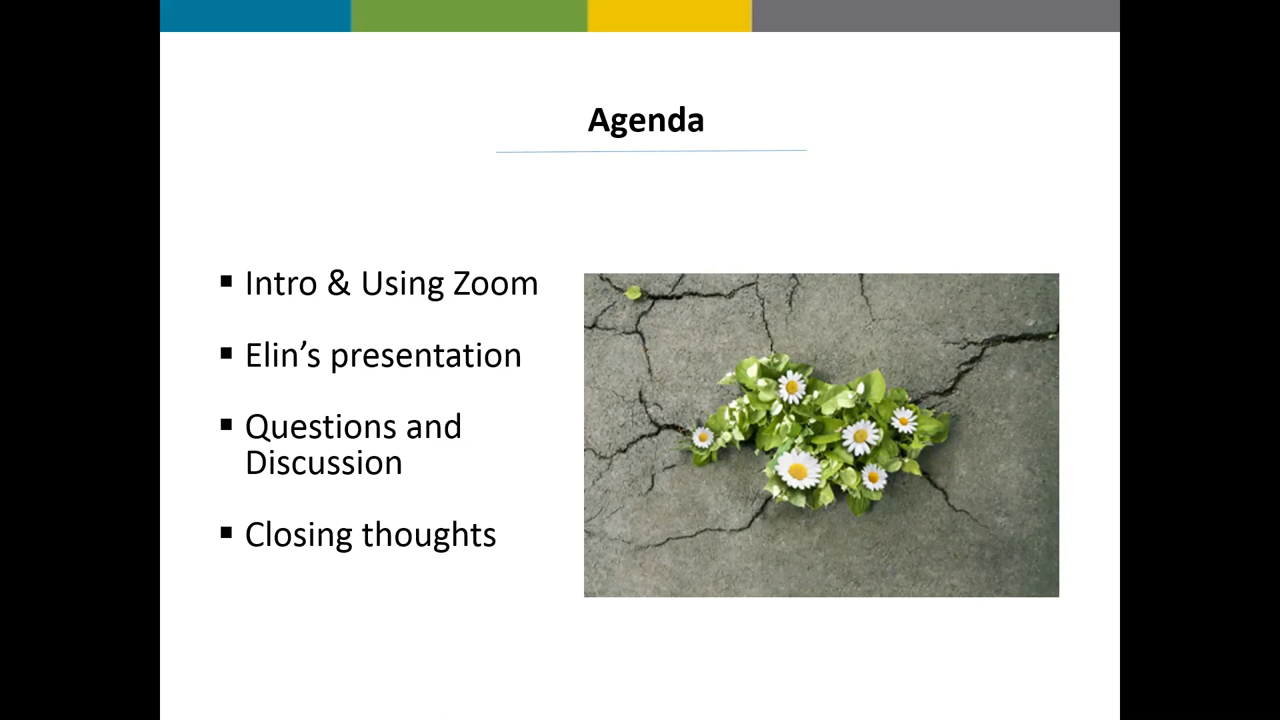 Agenda
▪ Intro & Using Zoom
▪ Elin’s presentation
▪ Questions and
Discussion
▪ Closing thoughts